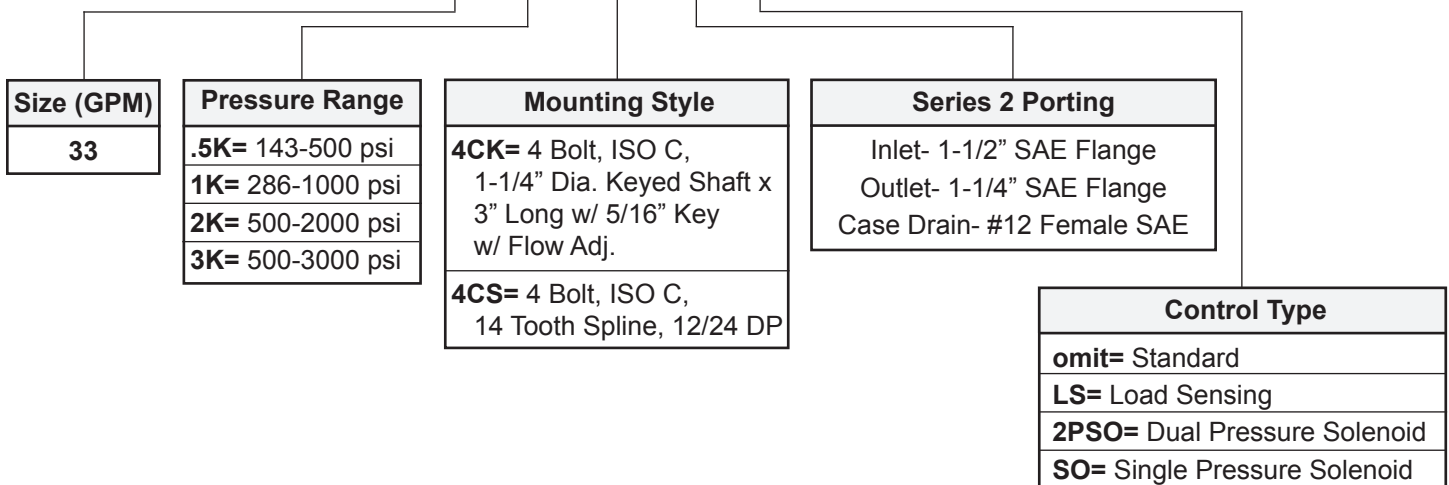 Size (GPM)
33
Pressure Range
.5K= 143-500 psi
1K= 286-1000 psi
2K= 500-2000 psi
3K= 500-3000 psi
Mounting Style
4CK= 4 Bolt, ISO C,
1-1/4” Dia. Keyed Shaft x
3” Long w/ 5/16” Key
w/ Flow Adj.
4CS= 4 Bolt, ISO C,
14 Tooth Spline, 12/24 DP
Series 2 Porting
Inlet- 1-1/2” SAE Flange
Outlet- 1-1/4” SAE Flange
Case Drain- #12 Female SAE
Control Type
omit= Standard
LS= Load Sensing
2PSO= Dual Pressure Solenoid
SO= Single Pressure Solenoid